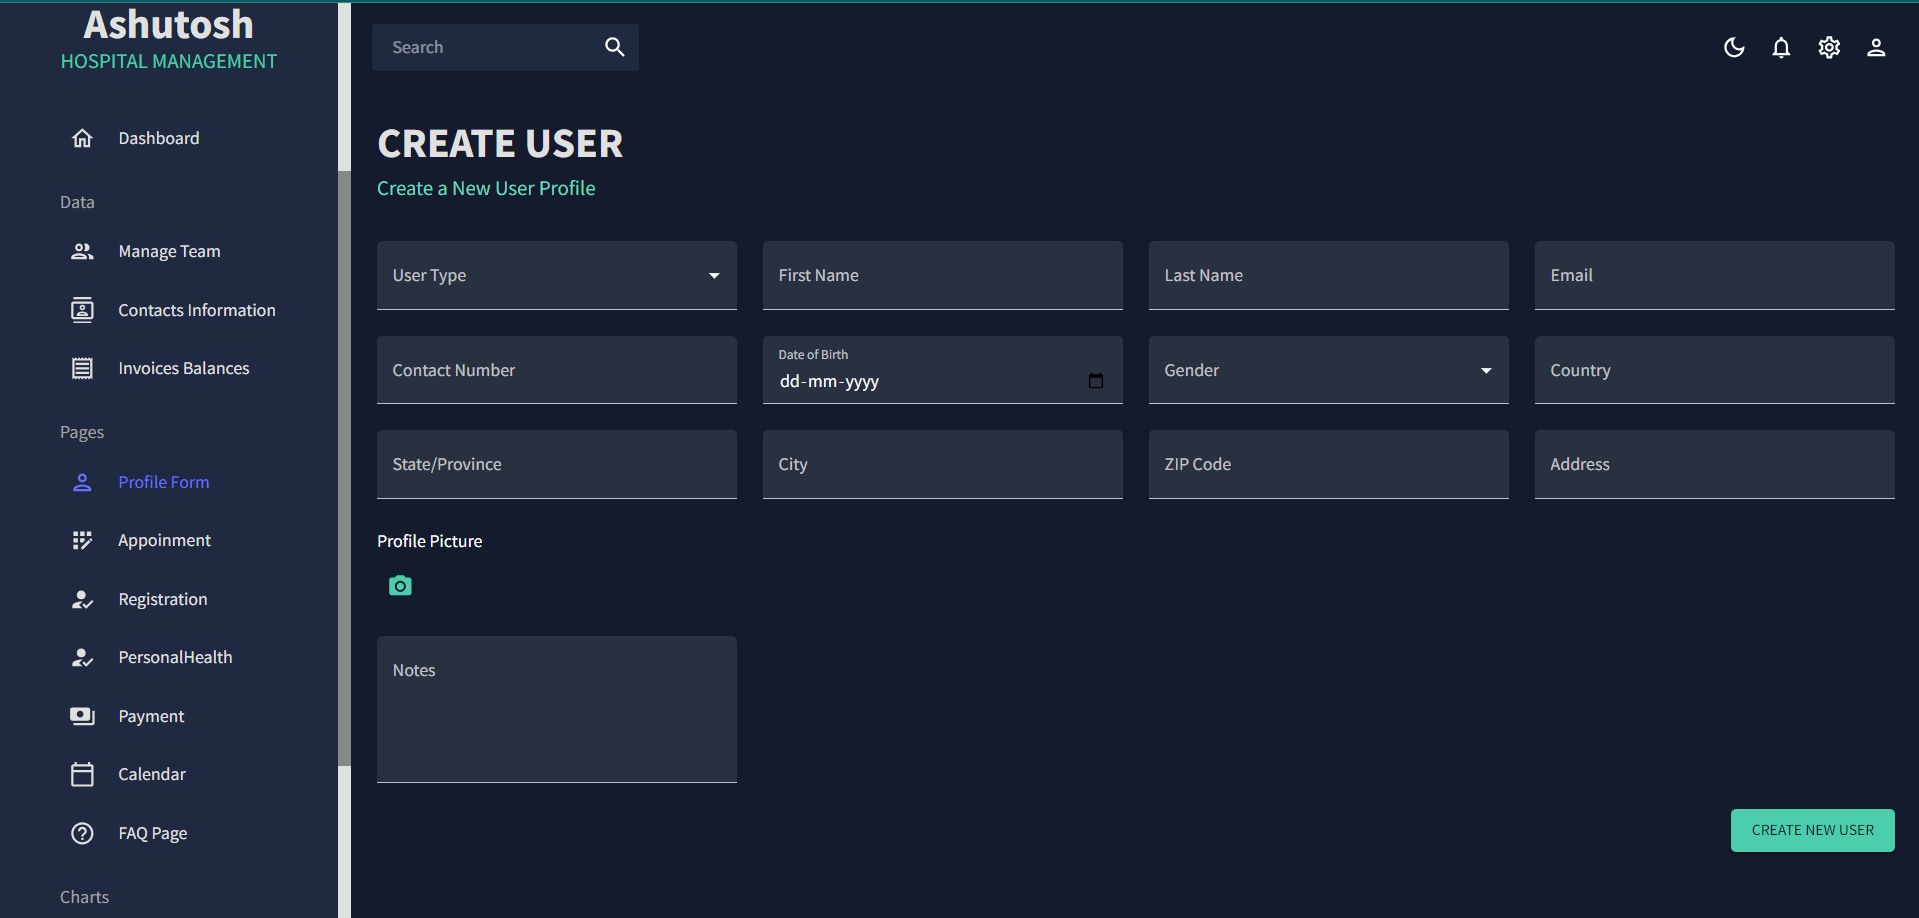 Ashutosh
HOSPITAL MANAGEMENT
Dashboard
Data
Manage Team
Contacts Information
Invoices Balances
Pages
Profile Form
Appoinment
Registration
PersonalHealth
Payment
Calendar
FAQ Page
Charts
Search
CREATE USER
Create a New User Profile
User Type
First Name
Last Name
Email
Contact Number
Date of Birth
dd-mm-yyyy
Gender
Country
State/Province
City
ZIP Code
Address
Profile Picture
Notes
CREATE NEW USER